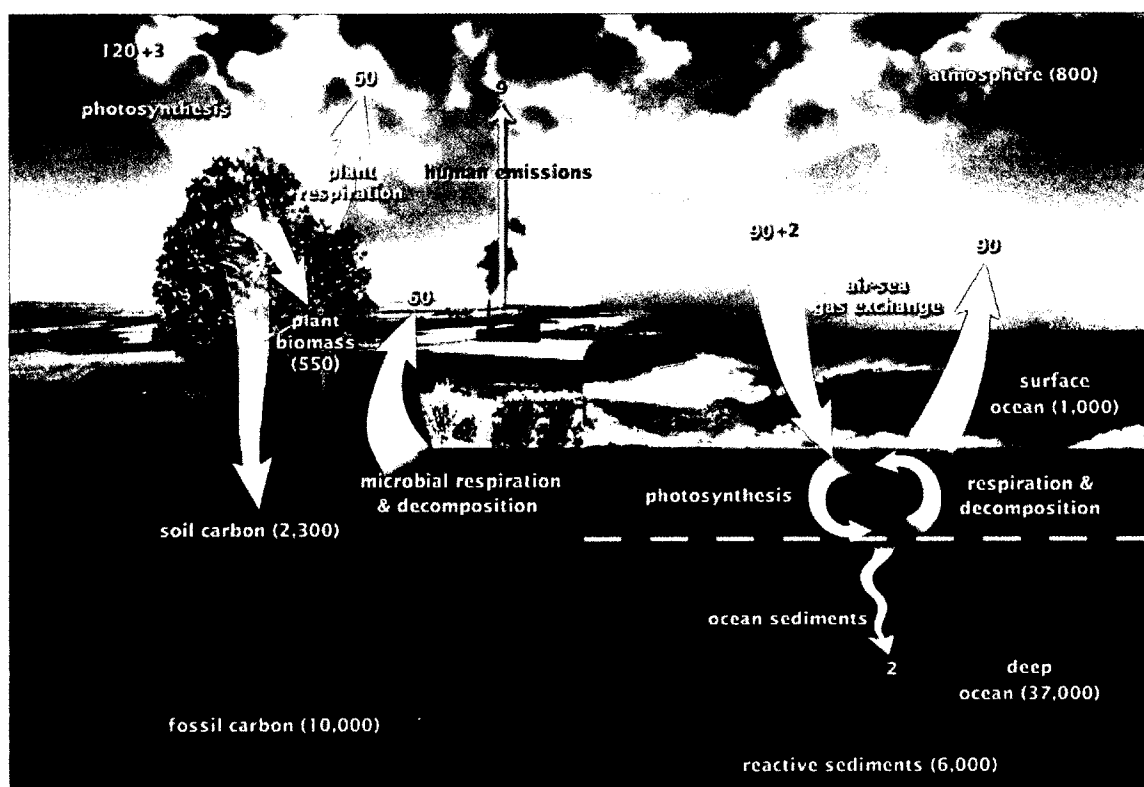 120+3
photosynthesis
60
plant
respiration
9
human emissions
atmosphere (800)
90+2
90
air-sea
gas exchange
60
plant
biomass
(550)
surface
ocean (1,000)
microbial respiration
& decomposition
photosynthesis
respiration &
decomposition
soil carbon (2,300)
ocean sediments
2
deep
ocean (37,000)
fossil carbon (10,000)
reactive sediments (6,000)